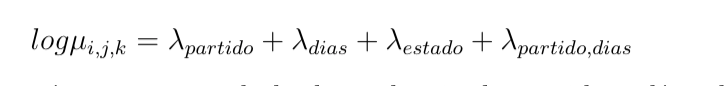 logμ_{i,j,k} = λ_{partido} + λ_{dias} + λ_{estado} + λ_{partido,dias}